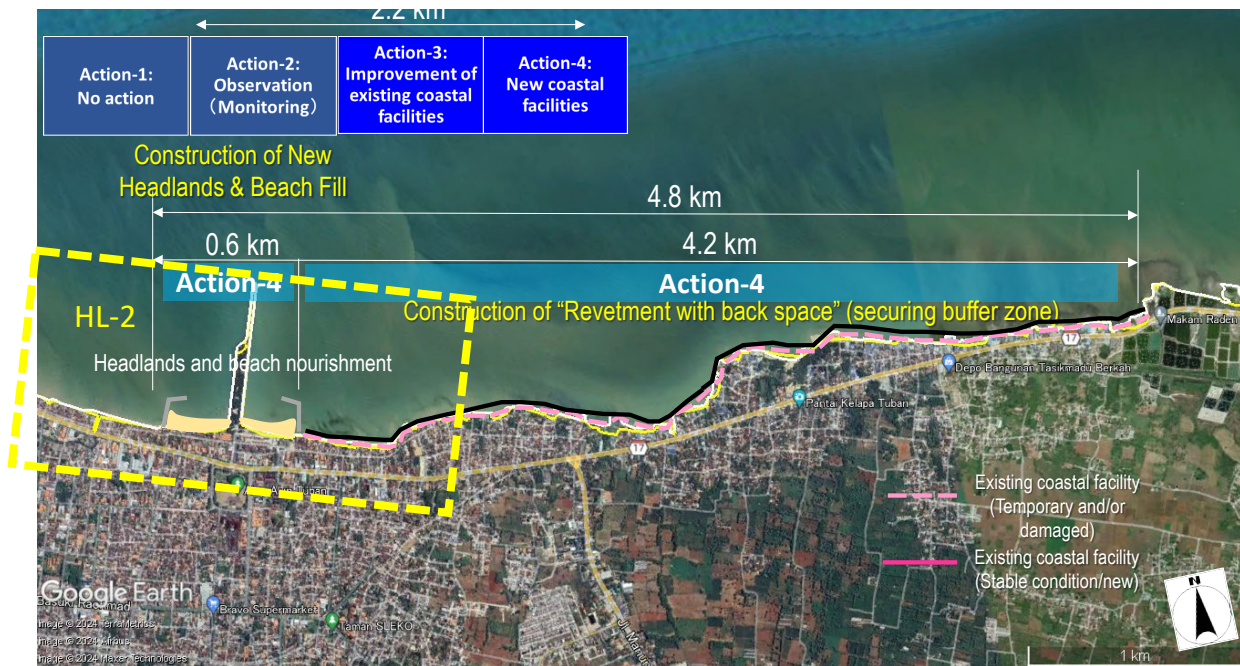 2.2 km
Action-1:
No action
Action-2:
Observation
（Monitoring）
Action-3:
Improvement of
existing coastal
facilities
Action-4:
New coastal
facilities
Construction of New
Headlands & Beach Fill
4.8 km
0.6 km
4.2 km
Action-4
Action-4
HL-2
Construction of “Revetment with back space” (securing buffer zone)
Headlands and beach nourishment
Makam Raden
17
Depo Bangunan Tasikmadu Berkah
Pantai Kelapa Tuban
17
Existing coastal facility
(Temporary and/or
damaged)
Existing coastal facility
(Stable condition/new)
Google Earth
Basuki Rachmad
Bravo Supermarket
Taman SLEKO
Image © 2024 TerraMetrics
Image © 2024 Airbus
Image © 2024 Maxar Technologies
N
1 km